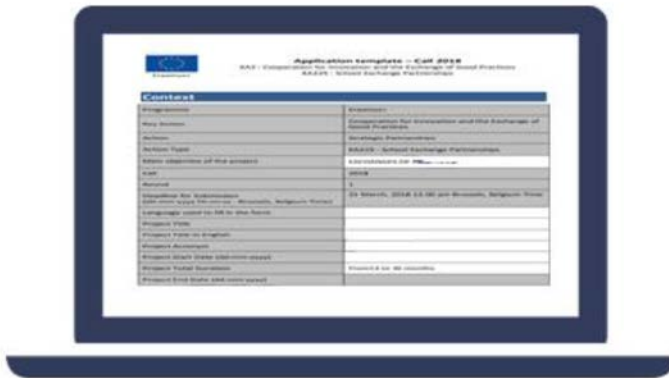 Application template – Call 2018
KA2 - Cooperation for Innovation and the Exchange of Good Practices
KA229 - School Exchange Partnerships
Erasmus+
Context
Programme Erasmus+
Key Action Cooperation for Innovation and the Exchange of
Good Practices
Action Strategic Partnerships
Action Type KA229 - School Exchange Partnerships
Main objective of the project
Call 2018
Round 1
Deadline for Submission
(dd-mm-yyyy hh:mm:ss - Brussels, Belgium Time) 21 March, 2018 12.00 pm Brussels, Belgium Time
Language used to fill in the form
Project Title
Project Title in English
Project Acronym
Project Start Date (dd-mm-yyyy)
Project Total Duration months
Project End Date (dd-mm-yyyy)